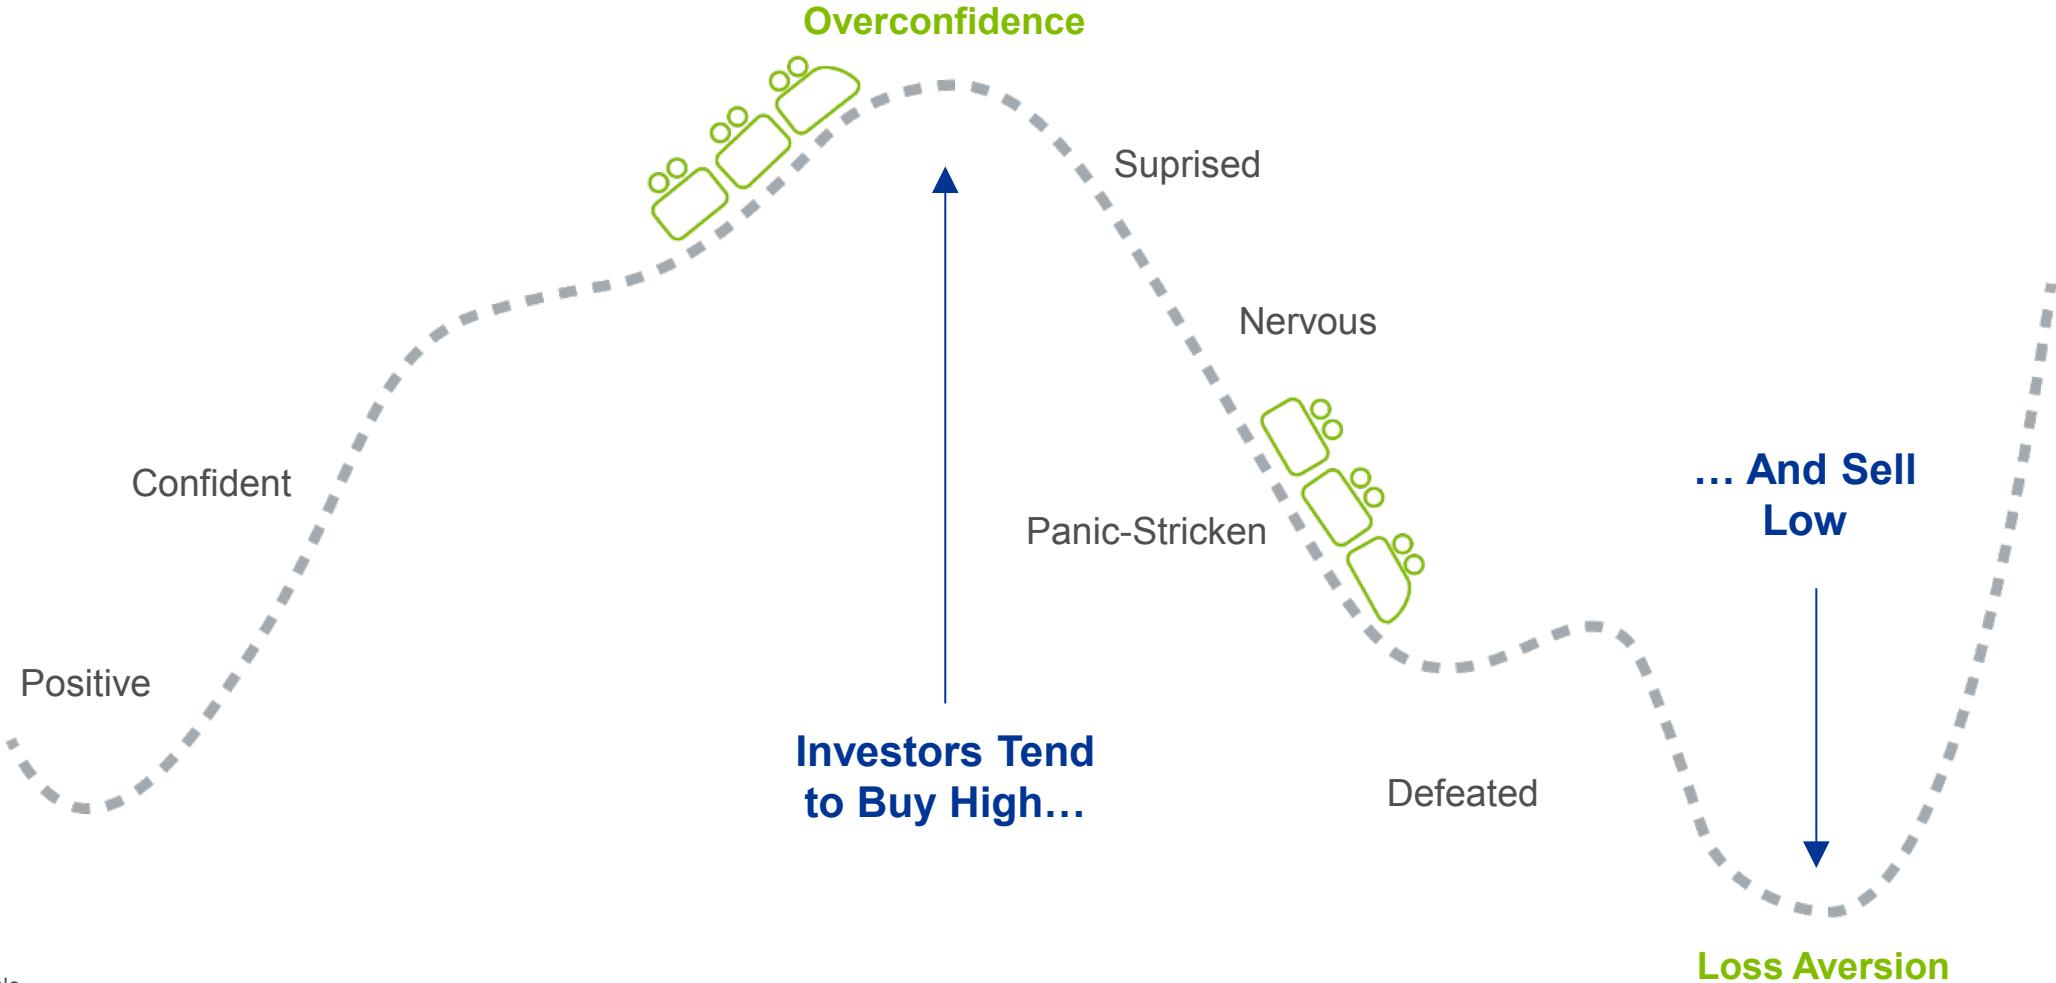 Overconfidence
Suprised
Nervous
Confident
… And Sell
Low
Panic-Stricken
Positive
Investors Tend
to Buy High…
Defeated
Loss Aversion